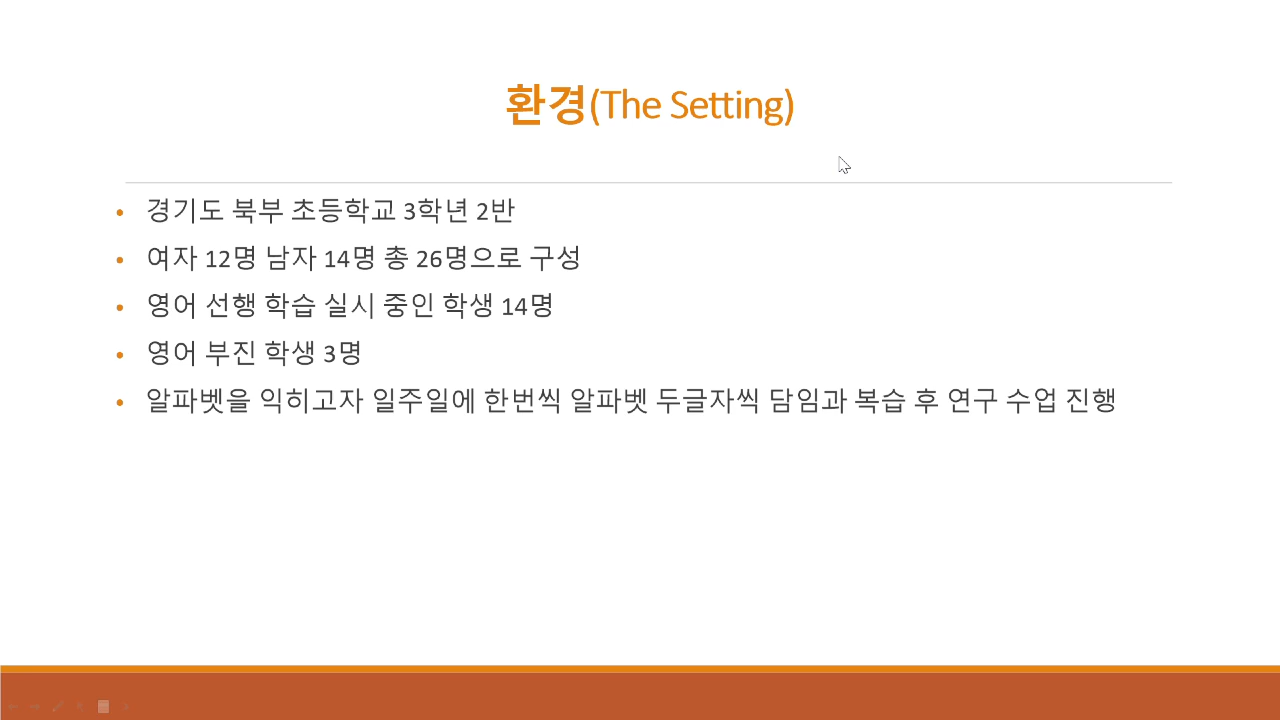 환경(The Setting)
• 경기도 북부 초등학교 3학년 2반
• 여자 12명 남자 14명 총 26명으로 구성
• 영어 선행 학습 실시 중인 학생 14명
• 영어 부진 학생 3명
• 알파벳을 익히고자 일주일에 한번씩 알파벳 두글자씩 담임과 복습 후 연구 수업 진행